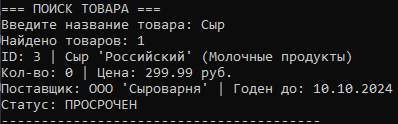 === ПОИСК ТОВАРА ===
Введите название товара: Сыр
Найдено товаров: 1
ID: 3 | Сыр 'Российский' (Молочные продукты)
Кол-во: 0 | Цена: 299.99 руб.
Поставщик: ООО 'Сыроварня' | Годен до: 10.10.2024
Статус: ПРОСРОЧЕН
----------------------------------------